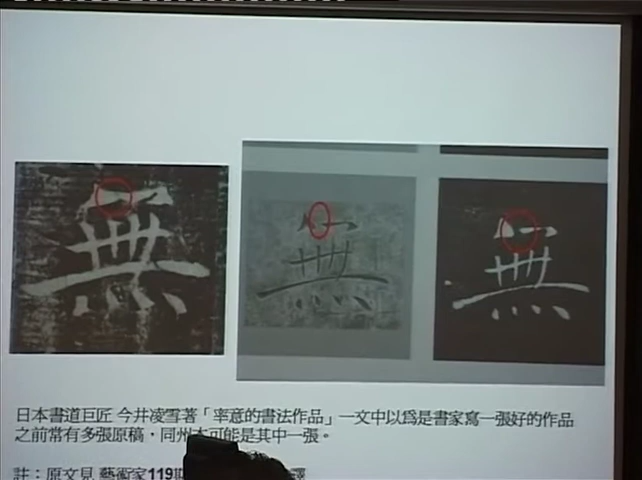 無 無 無
日本書道巨匠 今井凌雪著「率意的書法作品」一文中以為是書家寫一張好的作品
之前常有多張原稿，同州本可能是其中一張。
註：原文見 藝術家119期 譯